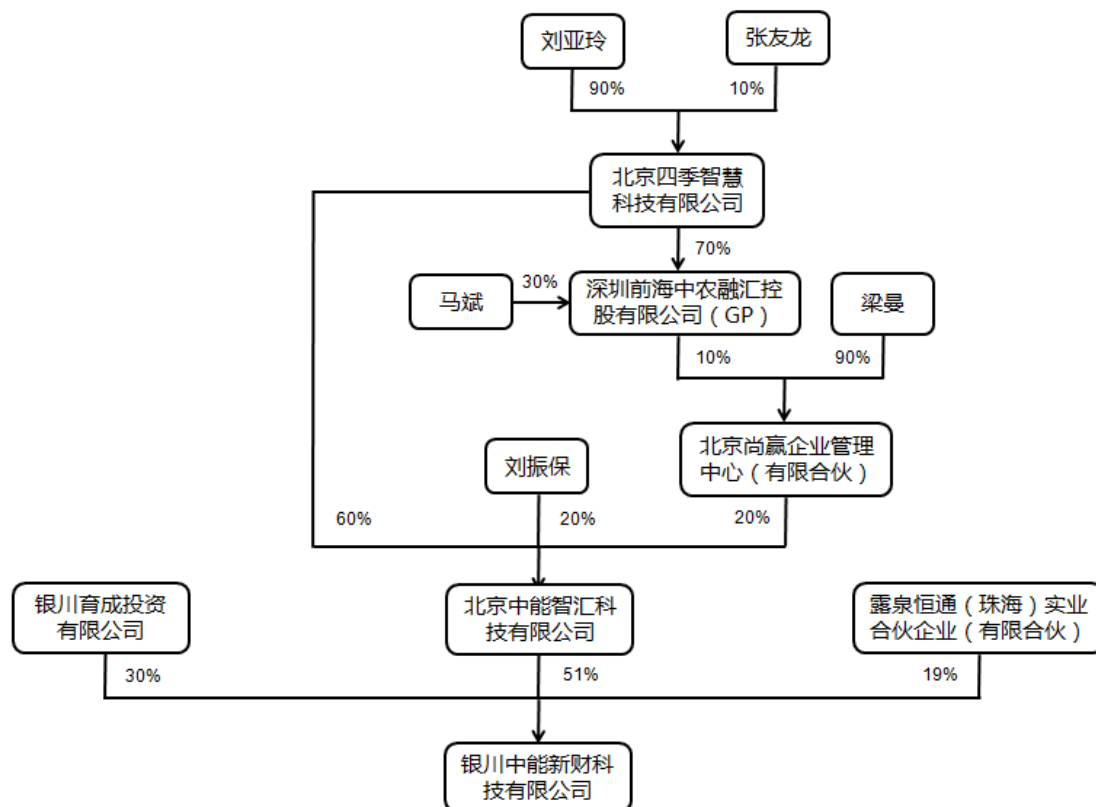 刘亚玲
张友龙
90%
10%
北京四季智慧
科技有限公司
70%
马斌
30%
深圳前海中农融汇控
股有限公司（GP）
梁曼
10%
90%
刘振保
北京尚赢企业管理
中心（有限合伙）
60%
20%
20%
银川育成投资
有限公司
北京中能智汇科
技有限公司
露泉恒通（珠海）实业
合伙企业（有限合伙）
30%
51%
19%
银川中能新财科
技有限公司